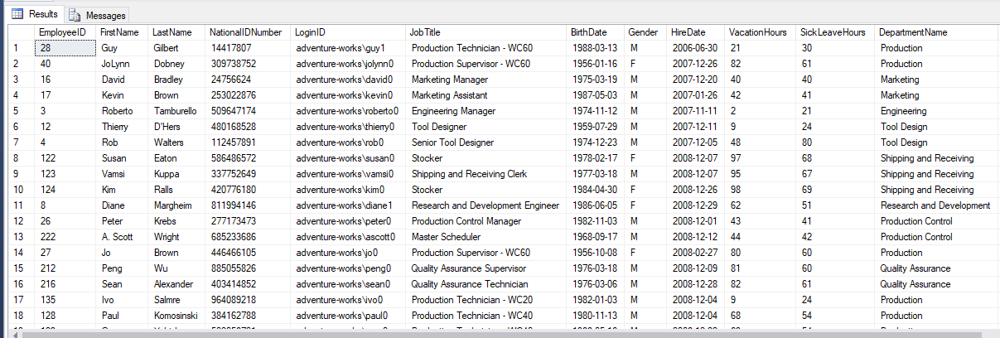 Results Messages
EmployeeID FirstName LastName NationalIDNumber LoginID JobTitle BirthDate Gender HireDate VacationHours SickLeaveHours DepartmentName
1 28 Guy Gilbert 14417807 adventure-works\guy1 Production Technician - WC60 1988-03-13 M 2006-06-30 21 30 Production
2 40 JoLynn Dobney 309738752 adventure-works\jolynn0 Production Supervisor - WC60 1956-01-16 F 2007-12-26 82 61 Production
3 16 David Bradley 24756624 adventure-works\david0 Marketing Manager 1975-03-19 M 2007-12-20 40 40 Marketing
4 17 Kevin Brown 253022876 adventure-works\kevin0 Marketing Assistant 1987-05-03 M 2007-01-26 42 41 Marketing
5 3 Roberto Tamburello 509647174 adventure-works\roberto0 Engineering Manager 1974-11-12 M 2007-11-11 2 21 Engineering
6 12 Thierry D'Hers 480168528 adventure-works\thierry0 Tool Designer 1959-07-29 M 2007-12-11 9 24 Tool Design
7 4 Rob Walters 112457891 adventure-works\rob0 Senior Tool Designer 1974-12-23 M 2007-12-05 48 80 Tool Design
8 122 Susan Eaton 586486572 adventure-works\susan0 Stocker 1978-02-17 F 2008-12-07 97 68 Shipping and Receiving
9 123 Vamsi Kuppa 337752649 adventure-works\vamsi0 Shipping and Receiving Clerk 1977-03-18 M 2008-12-07 95 67 Shipping and Receiving
10 124 Kim Ralls 420776180 adventure-works\kim0 Stocker 1984-04-30 F 2008-12-26 98 69 Shipping and Receiving
11 8 Diane Margheim 811994146 adventure-works\diane1 Research and Development Engineer 1986-06-05 F 2008-12-29 62 51 Research and Development
12 26 Peter Krebs 277173473 adventure-works\peter0 Production Control Manager 1982-11-03 M 2008-12-01 43 41 Production Control
13 222 A. Scott Wright 685233686 adventure-works\ascott0 Master Scheduler 1968-09-17 M 2008-12-12 44 42 Production Control
14 27 Jo Brown 446466105 adventure-works\jo0 Production Supervisor - WC60 1956-10-08 F 2008-02-27 80 60 Production
15 212 Peng Wu 885055826 adventure-works\peng0 Quality Assurance Supervisor 1976-03-18 M 2008-12-09 81 60 Quality Assurance
16 216 Sean Alexander 403414852 adventure-works\sean0 Quality Assurance Technician 1976-03-06 M 2008-12-28 82 61 Quality Assurance
17 135 Ivo Salmre 964089218 adventure-works\ivo0 Production Technician - WC20 1982-01-03 M 2008-12-04 9 24 Production
18 128 Paul Komosinski 384162788 adventure-works\paul0 Production Technician - WC40 1980-11-13 M 2008-12-04 68 54 Production